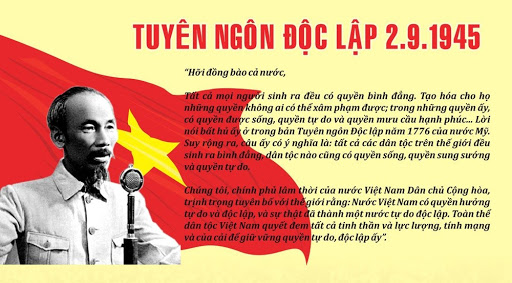 TUYÊN NGÔN ĐỘC LẬP 2.9.1945
"Hỡi đồng bào cả nước,
Tất cả mọi người sinh ra đều có quyền bình đẳng. Tạo hóa cho họ
những quyền không ai có thể xâm phạm được; trong những quyền ấy,
có quyền được sống, quyền tự do và quyền mưu cầu hạnh phúc... Lời
nói bất hủ ấy ở trong bản Tuyên ngôn Độc lập năm 1776 của nước Mỹ.
Suy rộng ra, câu ấy có ý nghĩa là: tất cả các dân tộc trên thế giới đều
sinh ra bình đẳng, dân tộc nào cũng có quyền sống, quyền sung sướng
và quyền tự do.
Chúng tôi, chính phủ lâm thời của nước Việt Nam Dân chủ Cộng hòa,
trịnh trọng tuyên bố với thế giới rằng: Nước Việt Nam có quyền hưởng
tự do và độc lập, và sự thật đã thành một nước tự do độc lập. Toàn thể
dân tộc Việt Nam quyết đem tất cả tinh thần và lực lượng, tính mạng
và của cải để giữ vững quyền tự do, độc lập ấy".